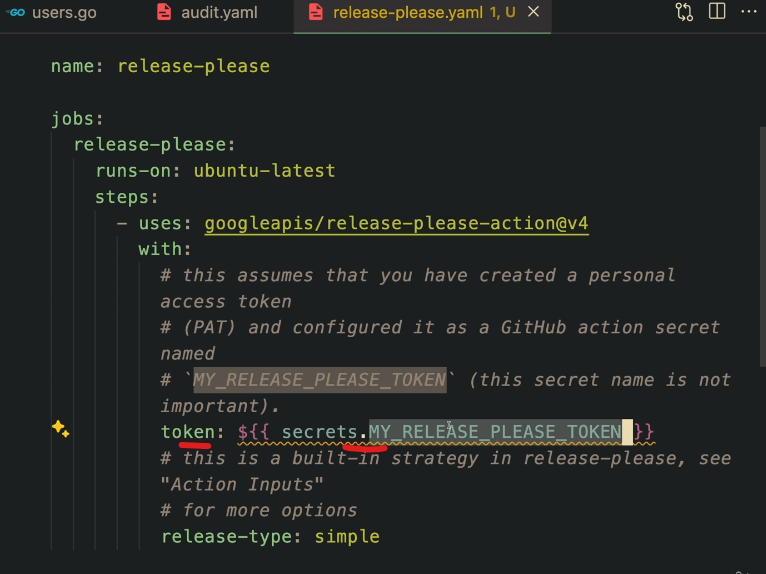 users.go audit.yaml release-please.yaml 1, U
name: release-please
jobs:
release-please:
runs-on: ubuntu-latest
steps:
- uses: googleapis/release-please-action@v4
with:
# this assumes that you have created a personal
access token
# (PAT) and configured it as a GitHub action secret
named
# `MY_RELEASE_PLEASE_TOKEN` (this secret name is not
important).
token: ${{ secrets.MY_RELEASE_PLEASE_TOKEN }}
# this is a built-in strategy in release-please, see
"Action Inputs"
# for more options
release-type: simple